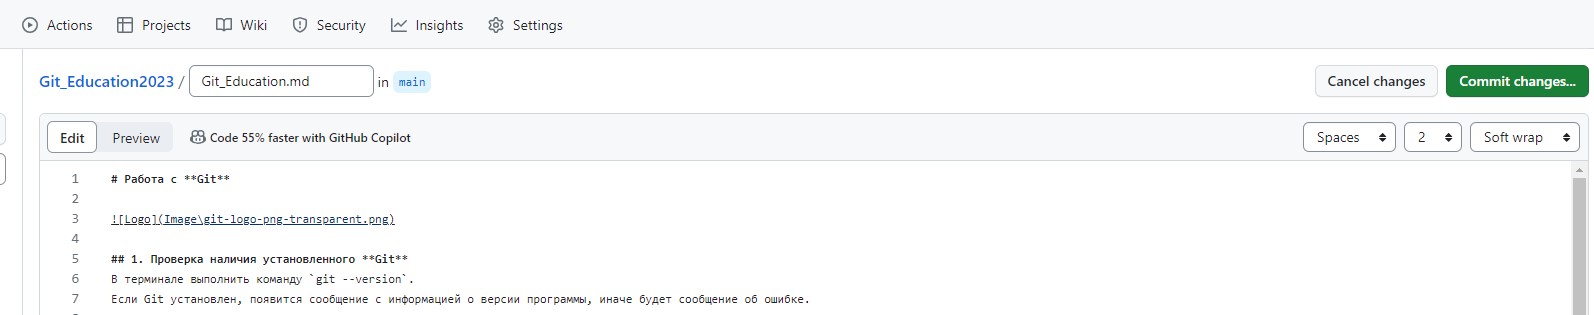 Actions Projects Wiki Security Insights Settings
Git_Education2023 / Git_Education.md in main Cancel changes Commit changes...
Edit Preview Code 55% faster with GitHub Copilot Spaces 2 Soft wrap
1 # Работа с **Git**
2
3 ![Logo](Image\git-logo-png-transparent.png)
4
5 ## 1. Проверка наличия установленного **Git**
6 В терминале выполнить команду `git --version`.
7 Если Git установлен, появится сообщение с информацией о версии программы, иначе будет сообщение об ошибке.